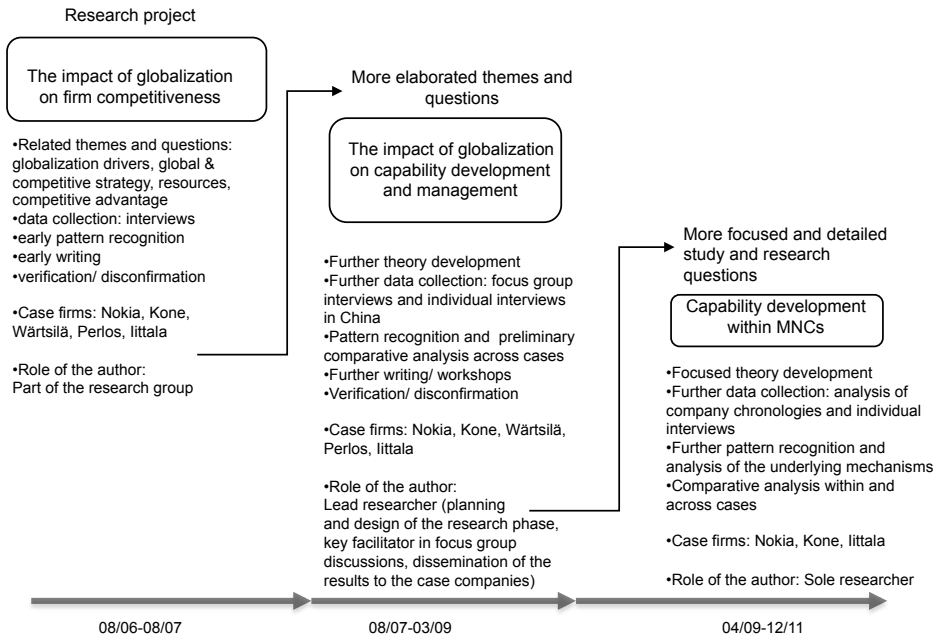 Research project
The impact of globalization
on firm competitiveness
•Related themes and questions:
globalization drivers, global &
competitive strategy, resources,
competitive advantage
•data collection: interviews
•early pattern recognition
•early writing
•verification/ disconfirmation
•Case firms: Nokia, Kone,
Wärtsilä, Perlos, Iittala
•Role of the author:
Part of the research group
More elaborated themes and
questions
The impact of globalization
on capability development
and management
•Further theory development
•Further data collection: focus group
interviews and individual interviews
in China
•Pattern recognition and preliminary
comparative analysis across cases
•Further writing/ workshops
•Verification/ disconfirmation
•Case firms: Nokia, Kone, Wärtsilä,
Perlos, Iittala
•Role of the author:
Lead researcher (planning
and design of the research phase,
key facilitator in focus group
discussions, dissemination of the
results to the case companies)
More focused and detailed
study and research
questions
Capability development
within MNCs
•Focused theory development
•Further data collection: analysis of
company chronologies and individual
interviews
•Further pattern recognition and
analysis of the underlying mechanisms
•Comparative analysis within and
across cases
•Case firms: Nokia, Kone, Iittala
•Role of the author: Sole researcher
08/06-08/07
08/07-03/09
04/09-12/11